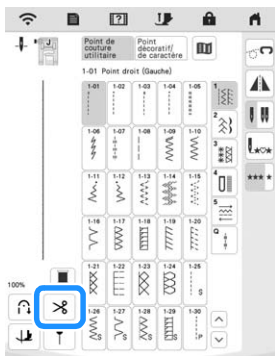 Point de
couture
utilitaire
Point
décoratif/
de caractère
1-01 Point droit (Gauche)
1-01 1-02 1-03 1-04 1-05
1-06 1-07 1-08 1-09 1-10
1-11 1-12 1-13 1-14 1-15
1-16 1-17 1-18 1-19 1-20
1-21 1-22 1-23 1-24 1-25
S
1-26 1-27 1-28 1-29 1-30
S S S S P
1
2
3
4
5
Q
100%
J